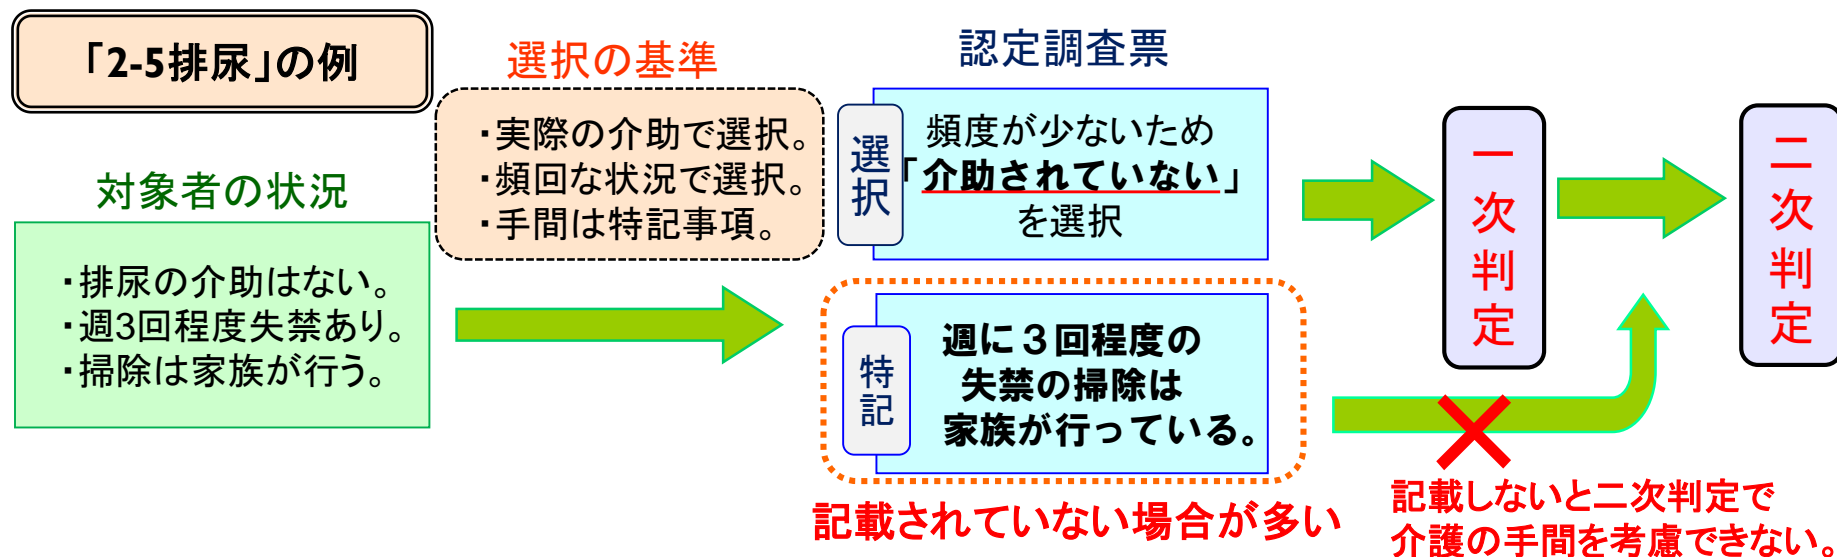 「2-5排尿」の例
対象者の状況
・排尿の介助はない。
・週3回程度失禁あり。
・掃除は家族が行う。
選択の基準
・実際の介助で選択。
・頻回な状況で選択。
・手間は特記事項。
認定調査票
選択
頻度が少ないため
「介助されていない」
を選択
特記
週に３回程度の
失禁の掃除は
家族が行っている。
記載されていない場合が多い
一次判定
二次判定
記載しないと二次判定で
介護の手間を考慮できない。